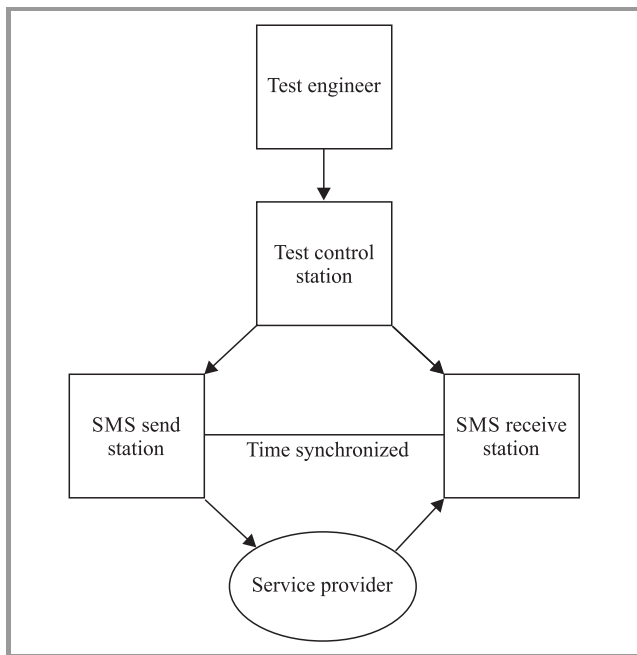 Test engineer
Test control
station
SMS send
station
SMS receive
station
Time synchronized
Service provider